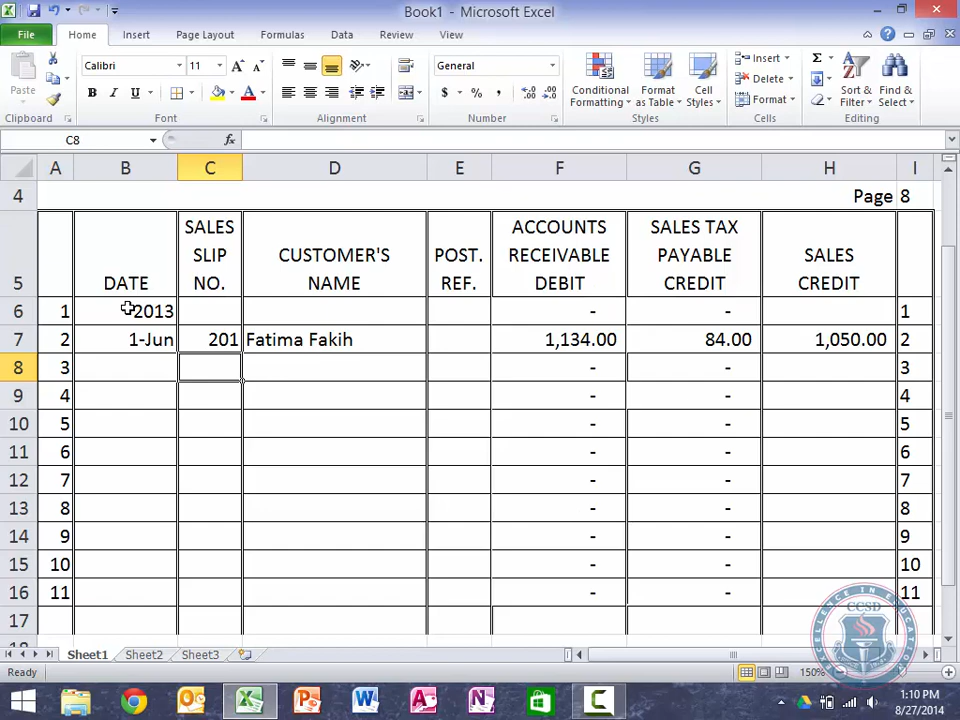 Book1 - Microsoft Excel
File Home Insert Page Layout Formulas Data Review View
Paste
Calibri 11
B I U A
General
$ % ,
Conditional Formatting
Format as Table
Cell Styles
Insert
Delete
Format
Sort & Filter
Find & Select
Clipboard Font Alignment Number Styles Cells Editing
C8 fx
A B C D E F G H I
4 Page 8
5 DATE SALES SLIP NO. CUSTOMER'S NAME POST. REF. ACCOUNTS RECEIVABLE DEBIT SALES TAX PAYABLE CREDIT SALES CREDIT
6 1 2013 - - 1
7 2 1-Jun 201 Fatima Fakih 1,134.00 84.00 1,050.00 2
8 3 - - 3
9 4 - - 4
10 5 - - 5
11 6 - - 6
12 7 - - 7
13 8 - - 8
14 9 - - 9
15 10 - - 10
16 11 - - 11
17
CCSD
Sheet1 Sheet2 Sheet3
Ready 150%
1:10 PM
8/27/2014